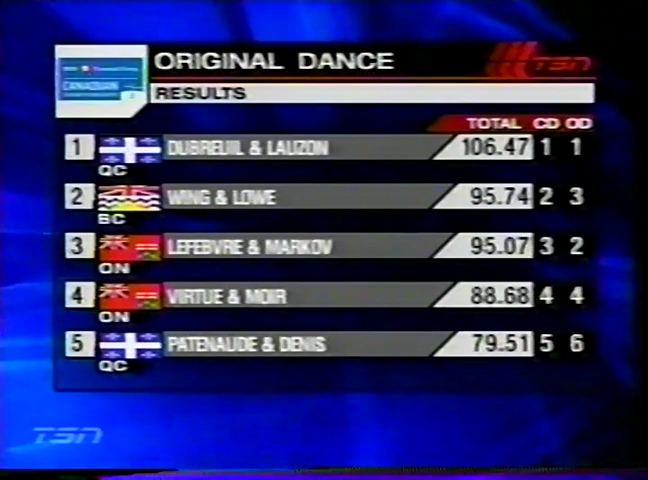 ORIGINAL DANCE
TSN
CANADIAN
RESULTS
TOTAL CD OD
1 QC DUBREUIL & LAUZON 106.47 1 1
2 BC WING & LOWE 95.74 2 3
3 ON LEFEBVRE & MARKOV 95.07 3 2
4 ON VIRTUE & MOIR 88.68 4 4
5 QC PATENAUDE & DENIS 79.51 5 6
TSN